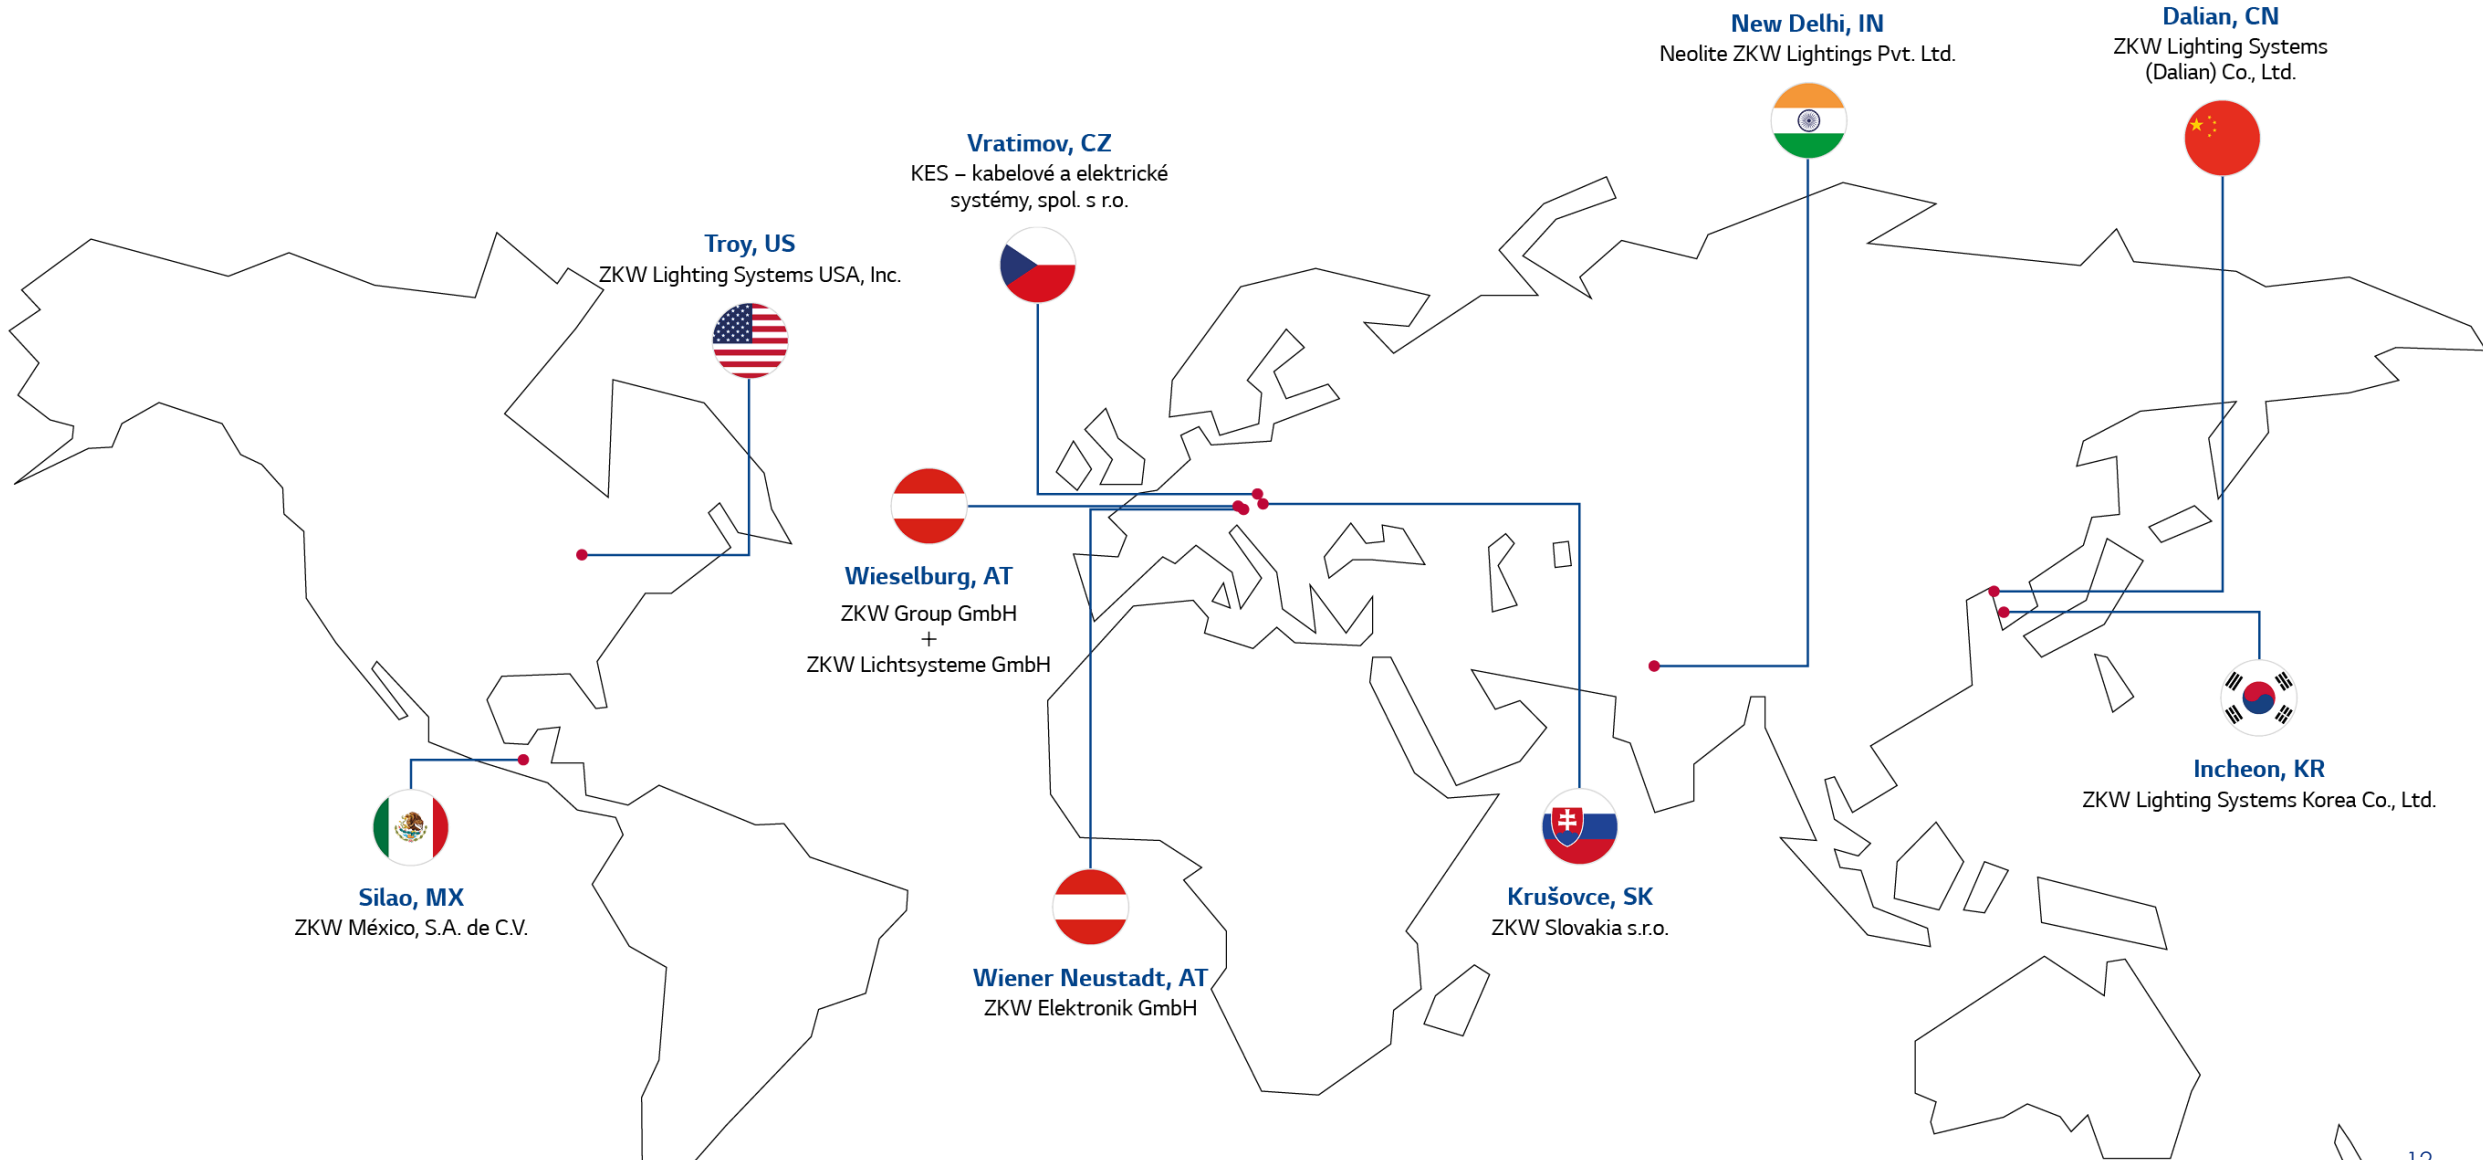 New Delhi, IN
Neolite ZKW Lightings Pvt. Ltd.
Dalian, CN
ZKW Lighting Systems
(Dalian) Co., Ltd.
Vratimov, CZ
KES – kabelové a elektrické
systémy, spol. s r.o.
Troy, US
ZKW Lighting Systems USA, Inc.
Wieselburg, AT
ZKW Group GmbH
+
ZKW Lichtsysteme GmbH
Incheon, KR
ZKW Lighting Systems Korea Co., Ltd.
Silao, MX
ZKW México, S.A. de C.V.
Krušovce, SK
ZKW Slovakia s.r.o.
Wiener Neustadt, AT
ZKW Elektronik GmbH